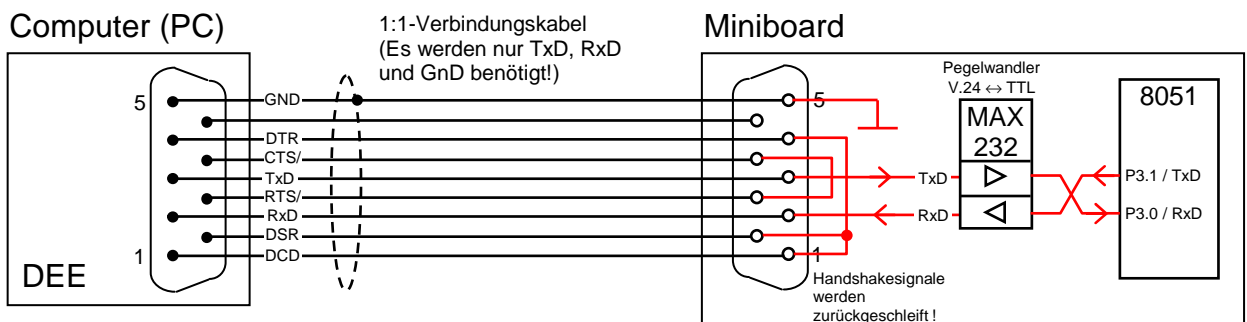 Computer (PC)
1:1-Verbindungskabel
(Es werden nur TxD, RxD
und GnD benötigt!)
Miniboard
5
1
DEE
GND
DTR
CTS/
TxD
RTS/
RxD
DSR
DCD
5
1
Handshakesignale
werden
zurückgeschleift !
Pegelwandler
V.24 ↔ TTL
MAX
232
TxD
RxD
8051
P3.1 / TxD
P3.0 / RxD